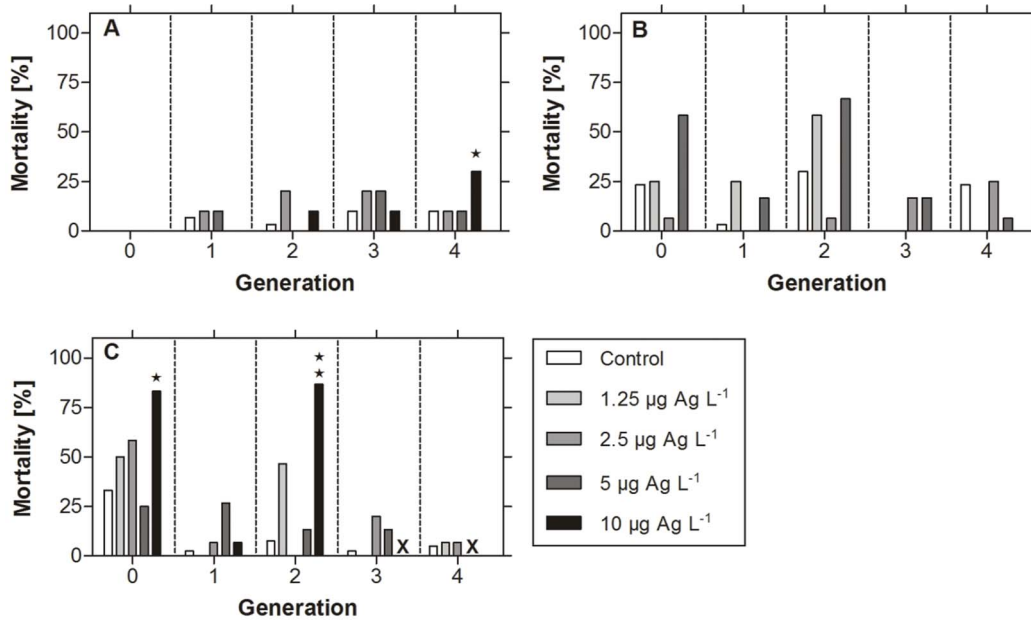 A
Mortality [%]
100
75
50
25
0
★
0 1 2 3 4
Generation
B
Mortality [%]
100
75
50
25
0
0 1 2 3 4
Generation
C
Mortality [%]
100
75
50
25
0
★
★
★
X
X
0 1 2 3 4
Generation
Control
1.25 µg Ag L⁻¹
2.5 µg Ag L⁻¹
5 µg Ag L⁻¹
10 µg Ag L⁻¹